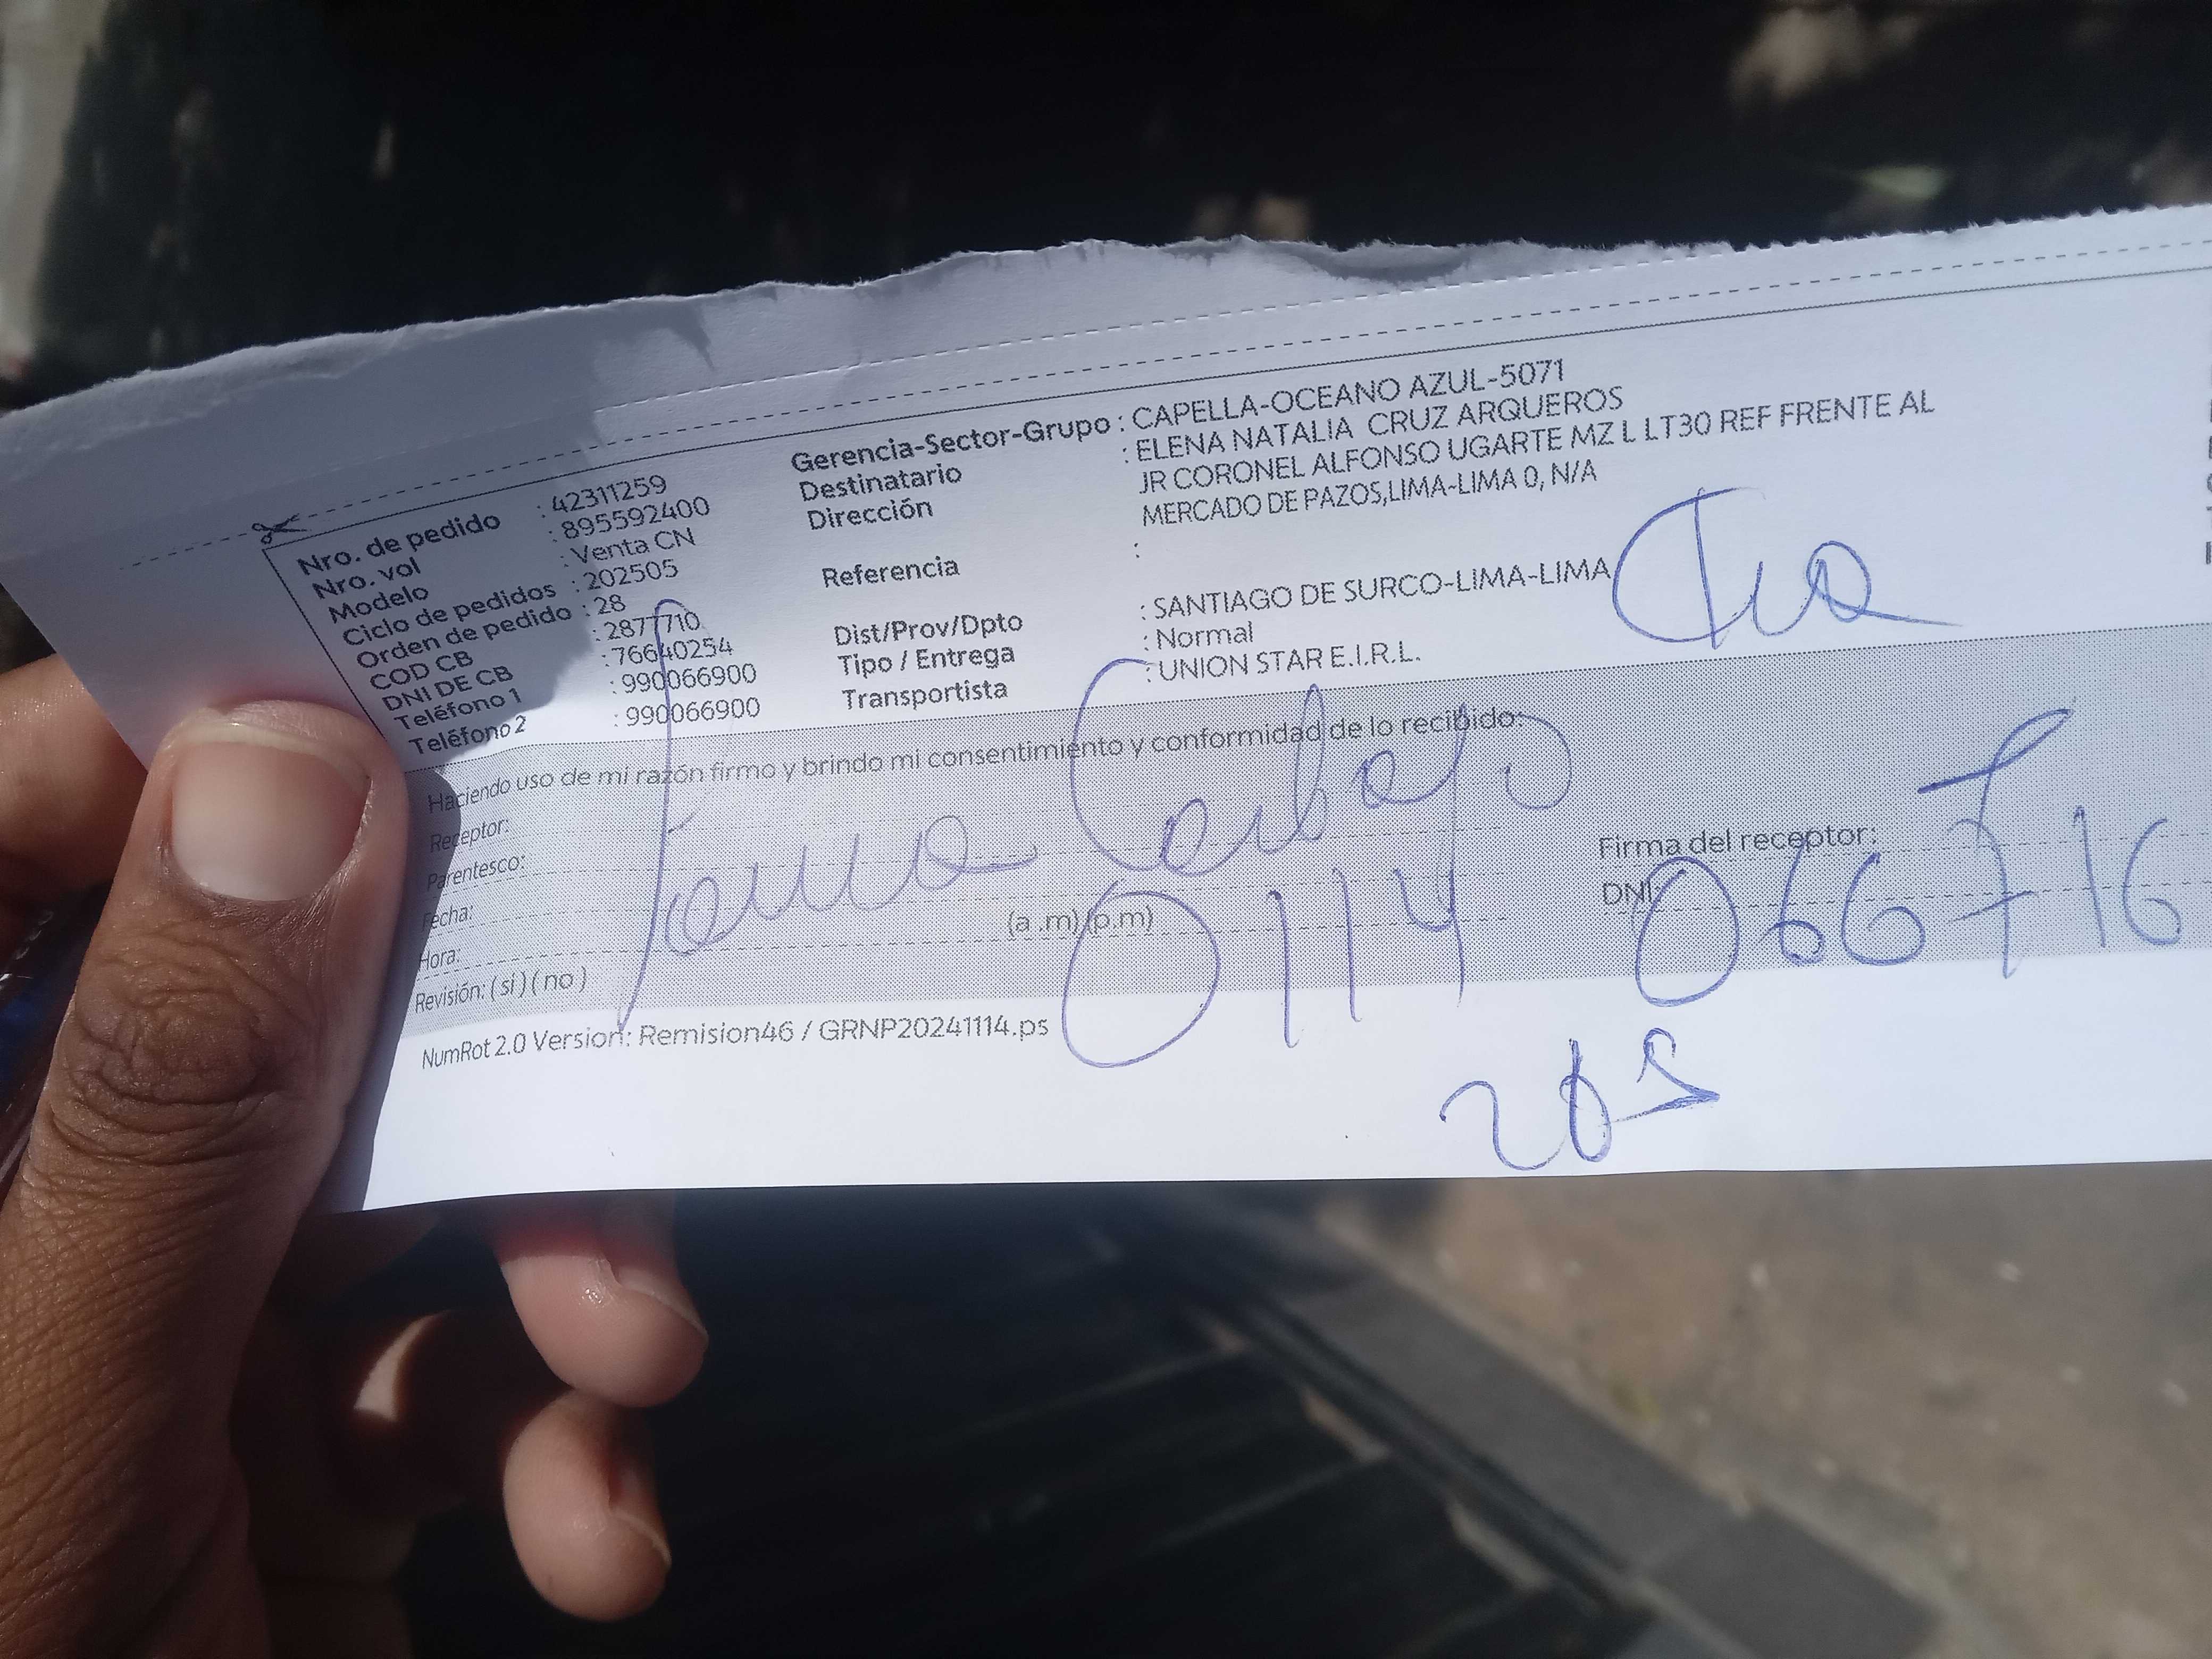 Nro. de pedido : 42311259
Nro. vol : 895592400
Modelo : Venta CN
Ciclo de pedidos : 202505
Orden de pedido : 28
COD CB : 2877710
DNI DE CB : 76640254
Teléfono 1 : 990066900
Teléfono 2 : 990066900
Gerencia-Sector-Grupo : CAPELLA-OCEANO AZUL-5071
Destinatario : ELENA NATALIA CRUZ ARQUEROS
Dirección JR CORONEL ALFONSO UGARTE MZ L LT30 REF FRENTE AL
MERCADO DE PAZOS,LIMA-LIMA 0, N/A
Referencia :
Dist/Prov/Dpto : SANTIAGO DE SURCO-LIMA-LIMA
Tipo / Entrega : Normal
Transportista : UNION STAR E.I.R.L.
Haciendo uso de mi razón firmo y brindo mi consentimiento y conformidad de lo recibido:
Receptor:
Parentesco:
Fecha:
Hora: (a .m) (p.m)
Revisión: ( si ) ( no )
0114
Firma del receptor:
DNI: 066716
NumRot 2.0 Version: Remision46 / GRNP20241114.ps